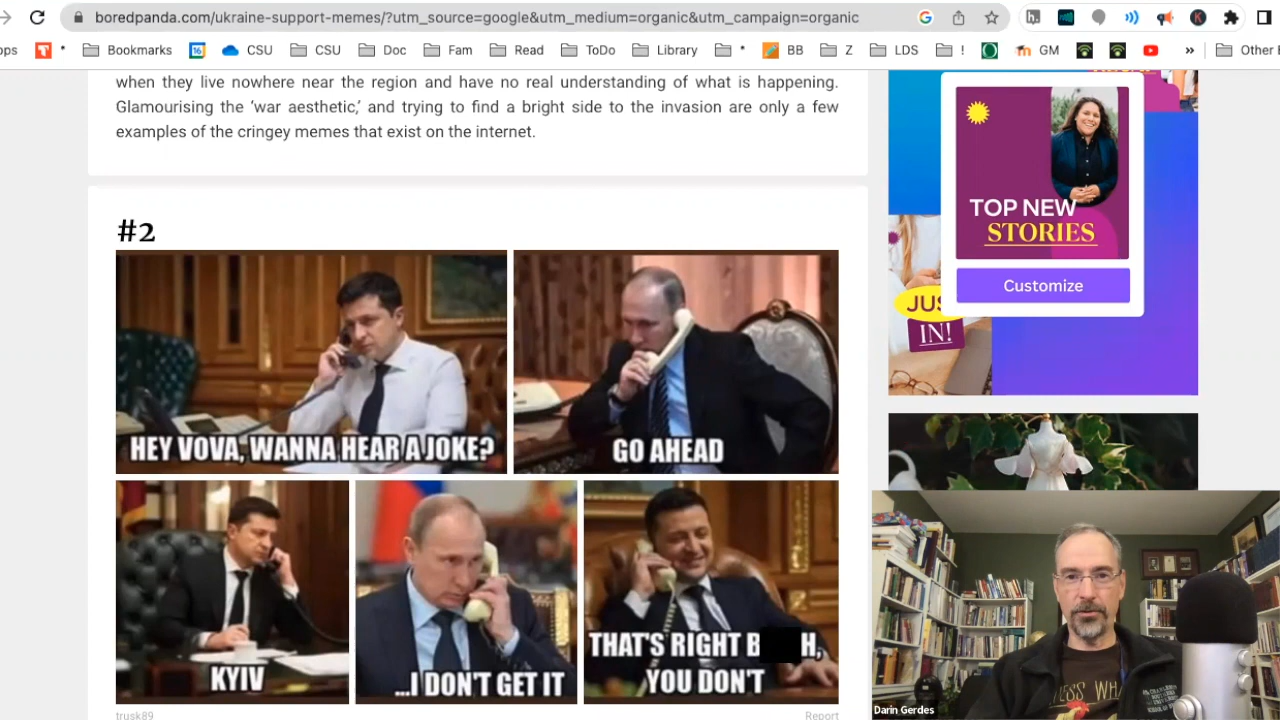 boredpanda.com/ukraine-support-memes/?utm_source=google&utm_medium=organic&utm_campaign=organic
ops
Bookmarks
16
CSU
CSU
Doc
Fam
Read
ToDo
Library
*
BB
Z
LDS
!
GM
»
Other B
when they live nowhere near the region and have no real understanding of what is happening.
Glamourising the ‘war aesthetic,’ and trying to find a bright side to the invasion are only a few
examples of the cringey memes that exist on the internet.
#2
HEY VOVA, WANNA HEAR A JOKE?
GO AHEAD
KYIV
...I DON'T GET IT
THAT'S RIGHT B H,
YOU DON'T
trusk89
Report
TOP NEW
STORIES
Customize
JUS
IN!
Darin Gerdes